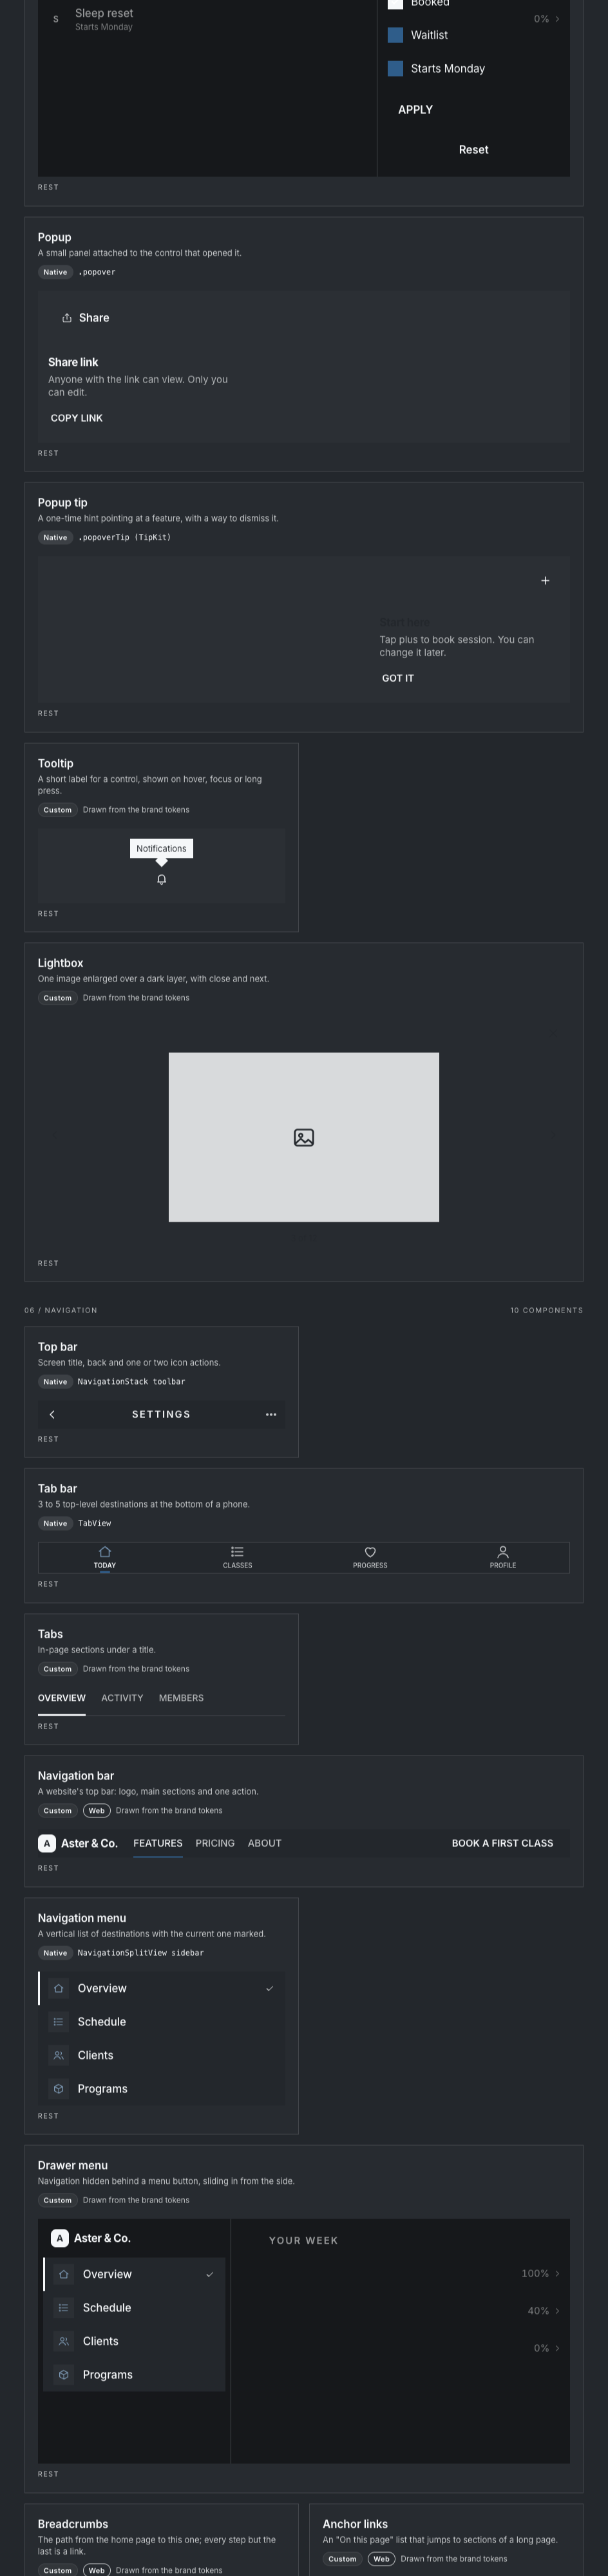 S
Sleep reset
Starts Monday
Booked
0%
Waitlist
Starts Monday
APPLY
Reset
REST
Popup
A small panel attached to the control that opened it.
Native .popover
Share
Share link
Anyone with the link can view. Only you
can edit.
COPY LINK
REST
Popup tip
A one-time hint pointing at a feature, with a way to dismiss it.
Native .popoverTip (TipKit)
Start here
Tap plus to book session. You can
change it later.
GOT IT
REST
Tooltip
A short label for a control, shown on hover, focus or long
press.
Custom Drawn from the brand tokens
Notifications
REST
Lightbox
One image enlarged over a dark layer, with close and next.
Custom Drawn from the brand tokens
REST
06 / NAVIGATION
10 COMPONENTS
Top bar
Screen title, back and one or two icon actions.
Native NavigationStack toolbar
SETTINGS
REST
Tab bar
3 to 5 top-level destinations at the bottom of a phone.
Native TabView
TODAY CLASSES PROGRESS PROFILE
REST
Tabs
In-page sections under a title.
Custom Drawn from the brand tokens
OVERVIEW ACTIVITY MEMBERS
REST
Navigation bar
A website's top bar: logo, main sections and one action.
Custom Web Drawn from the brand tokens
A Aster & Co. FEATURES PRICING ABOUT BOOK A FIRST CLASS
REST
Navigation menu
A vertical list of destinations with the current one marked.
Native NavigationSplitView sidebar
Overview
Schedule
Clients
Programs
REST
Drawer menu
Navigation hidden behind a menu button, sliding in from the side.
Custom Drawn from the brand tokens
A Aster & Co.
Overview
Schedule
Clients
Programs
YOUR WEEK
100%
40%
0%
REST
Breadcrumbs
The path from the home page to this one; every step but the
last is a link.
Custom Web Drawn from the brand tokens
Anchor links
An "On this page" list that jumps to sections of a long page.
Custom Web Drawn from the brand tokens